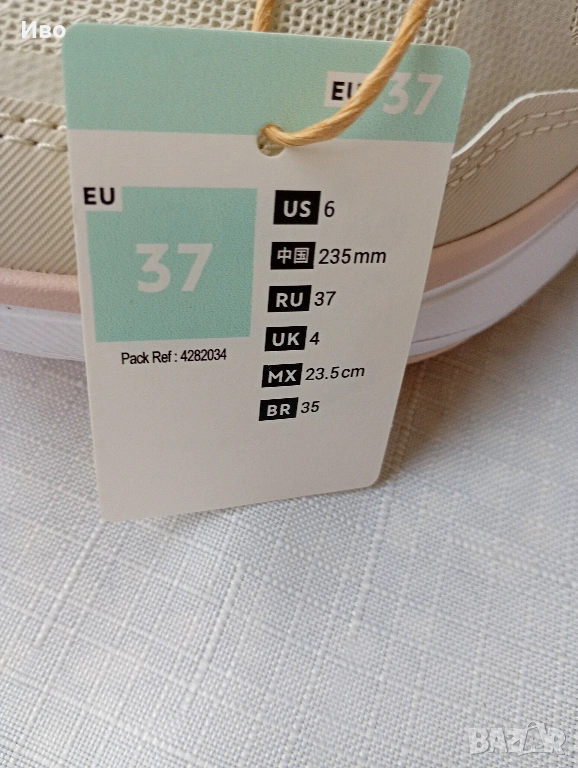 Иво
EU 37
EU
37
US 6
中国 235mm
RU 37
UK 4
MX 23.5cm
BR 35
Pack Ref : 4282034
BAZAR